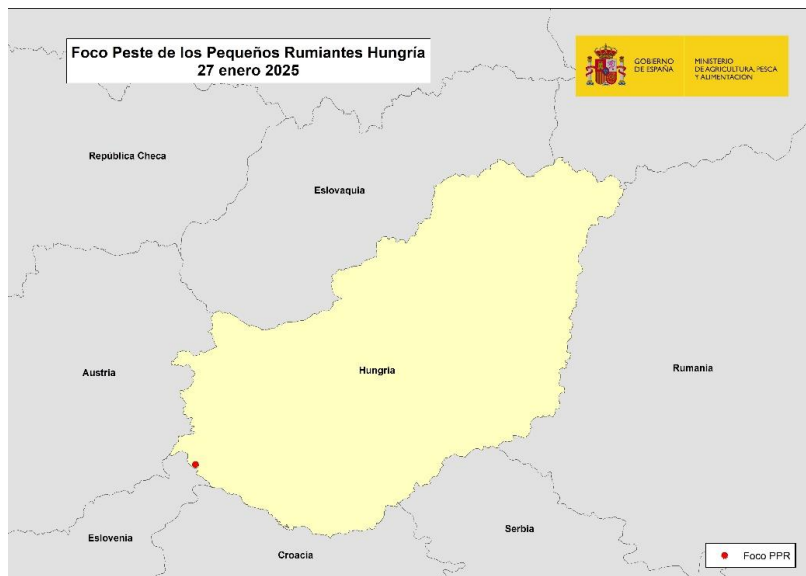 Foco Peste de los Pequeños Rumiantes Hungría
27 enero 2025
GOBIERNO
DE ESPAÑA
MINISTERIO
DE AGRICULTURA, PESCA
Y ALIMENTACIÓN
República Checa
Eslovaquia
Austria
Hungria
Rumania
Eslovenia
Croacia
Serbia
Foco PPR